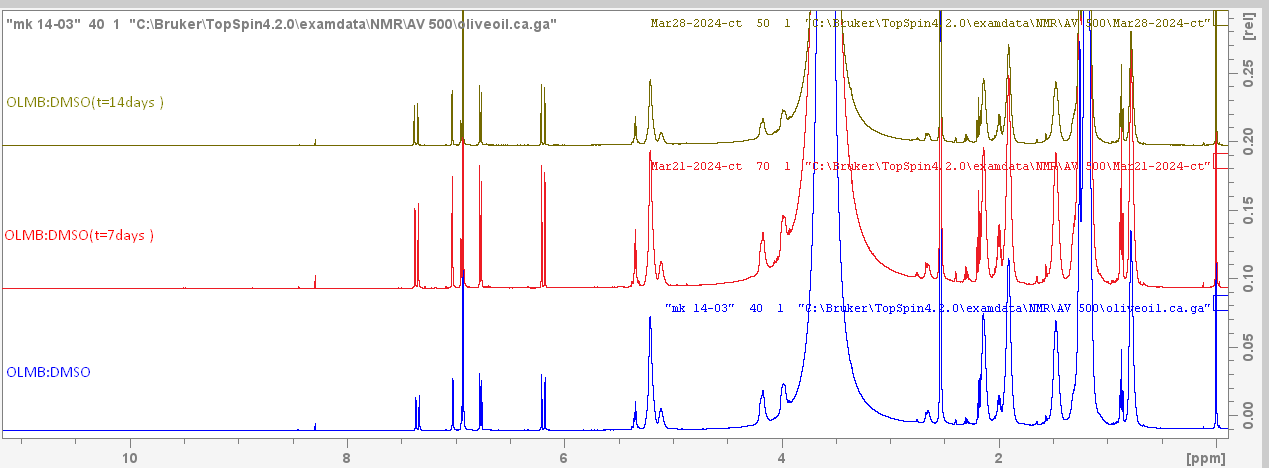 "mk 14-03" 40 1 "C:\Bruker\TopSpin4.2.0\examdata\NMR\AV 500\oliveoil.ca.ga"
Mar28-2024-ct 50 1 "C:\Bruker\TopSpin4.2.0\examdata\NMR\AV 500\Mar28-2024-ct"
[rel]
OLMB:DMSO(t=14days )
0.25
0.20
Mar21-2024-ct 70 1 "C:\Bruker\TopSpin4.2.0\examdata\NMR\AV 500\Mar21-2024-ct"
OLMB:DMSO(t=7days )
0.15
0.10
"mk 14-03" 40 1 "C:\Bruker\TopSpin4.2.0\examdata\NMR\AV 500\oliveoil.ca.ga"
OLMB:DMSO
0.05
0.00
10 8 6 4 2 [ppm]